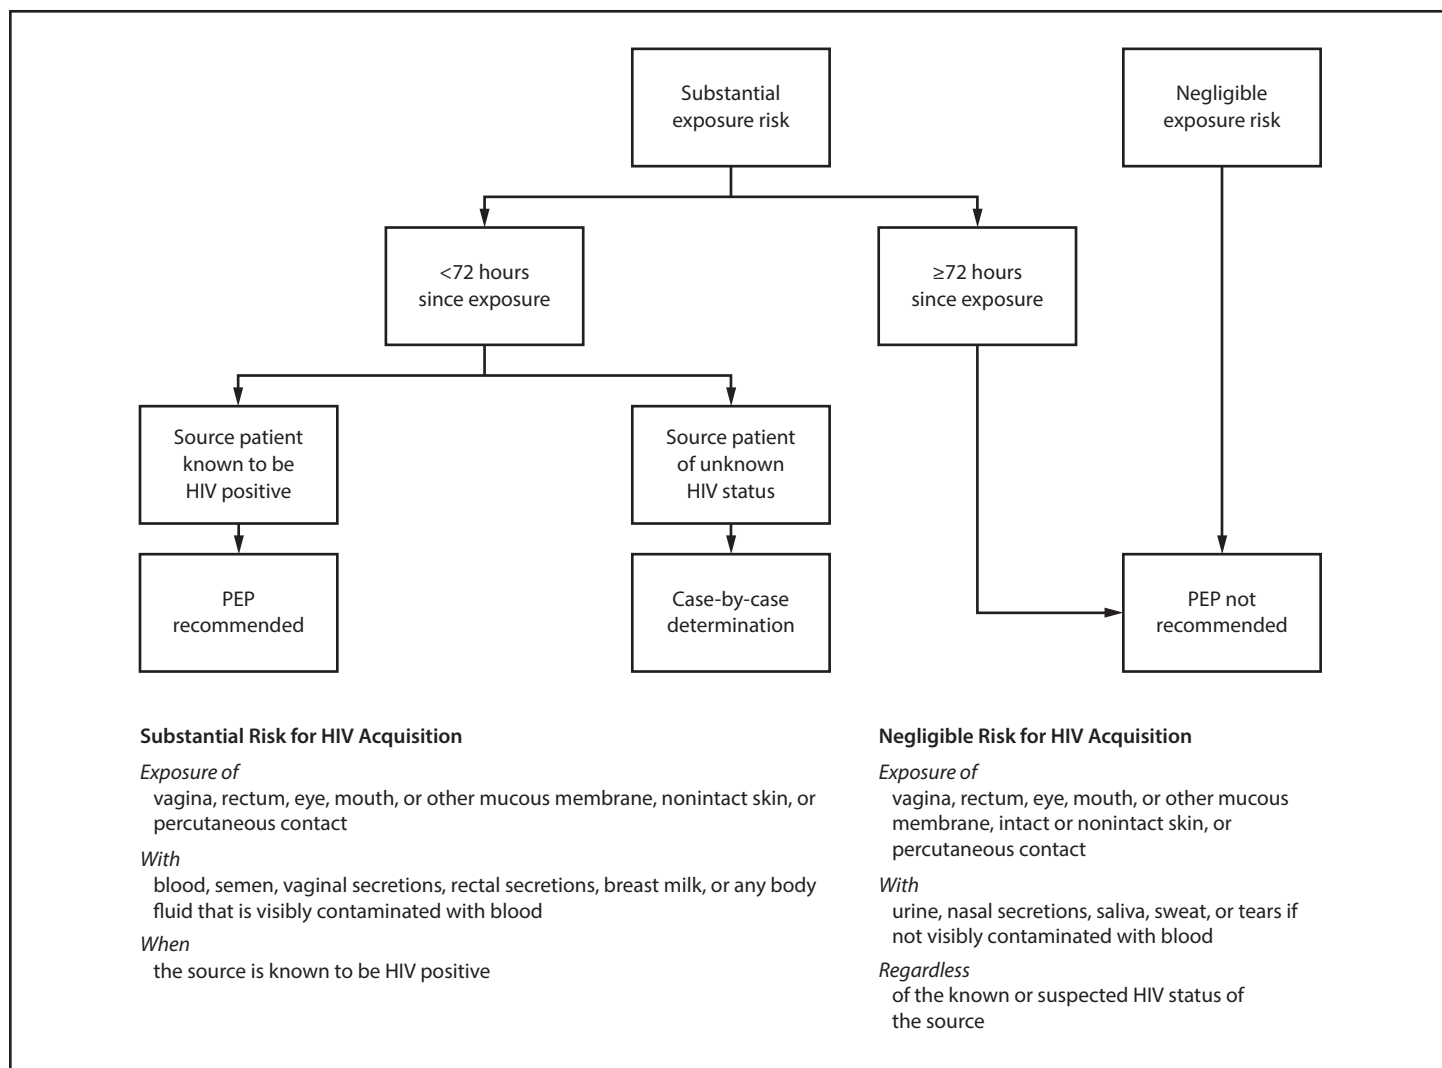 Substantial
exposure risk
Negligible
exposure risk
<72 hours
since exposure
≥72 hours
since exposure
Source patient
known to be
HIV positive
Source patient
of unknown
HIV status
PEP
recommended
Case-by-case
determination
PEP not
recommended
Substantial Risk for HIV Acquisition
Exposure of
vagina, rectum, eye, mouth, or other mucous membrane, nonintact skin, or
percutaneous contact
With
blood, semen, vaginal secretions, rectal secretions, breast milk, or any body
fluid that is visibly contaminated with blood
When
the source is known to be HIV positive
Negligible Risk for HIV Acquisition
Exposure of
vagina, rectum, eye, mouth, or other mucous
membrane, intact or nonintact skin, or
percutaneous contact
With
urine, nasal secretions, saliva, sweat, or tears if
not visibly contaminated with blood
Regardless
of the known or suspected HIV status of
the source